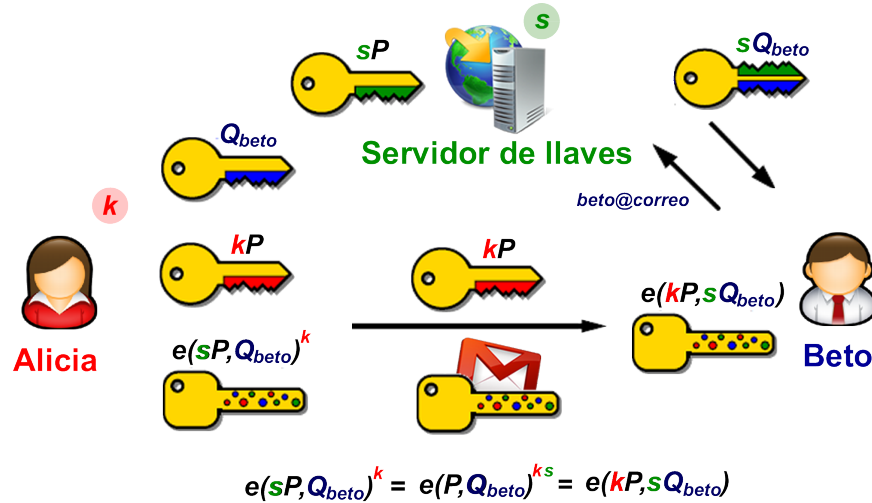 s
sP
sQbeto
Qbeto
Servidor de llaves
beto@correo
k
kP
kP
e(kP,sQbeto)
e(sP,Qbeto)^k
Alicia
Beto
e(sP,Qbeto)^k = e(P,Qbeto)^ks = e(kP,sQbeto)